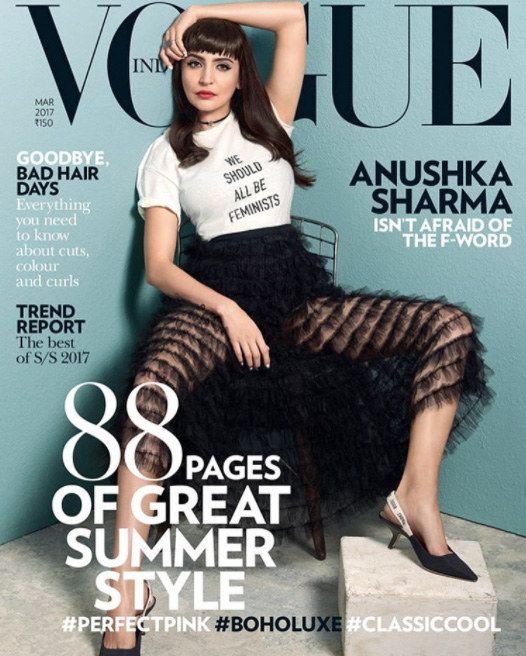 VOGUE
IND
MAR
2017
₹150
GOODBYE,
BAD HAIR
DAYS
Everything
you need
to know
about cuts,
colour
and curls
TREND
REPORT
The best
of S/S 2017
WE
SHOULD
ALL BE
FEMINISTS
ANUSHKA
SHARMA
ISN'T AFRAID OF
THE F-WORD
88 PAGES
OF GREAT
SUMMER
STYLE
#PERFECTPINK #BOHOLUXE #CLASSICCOOL